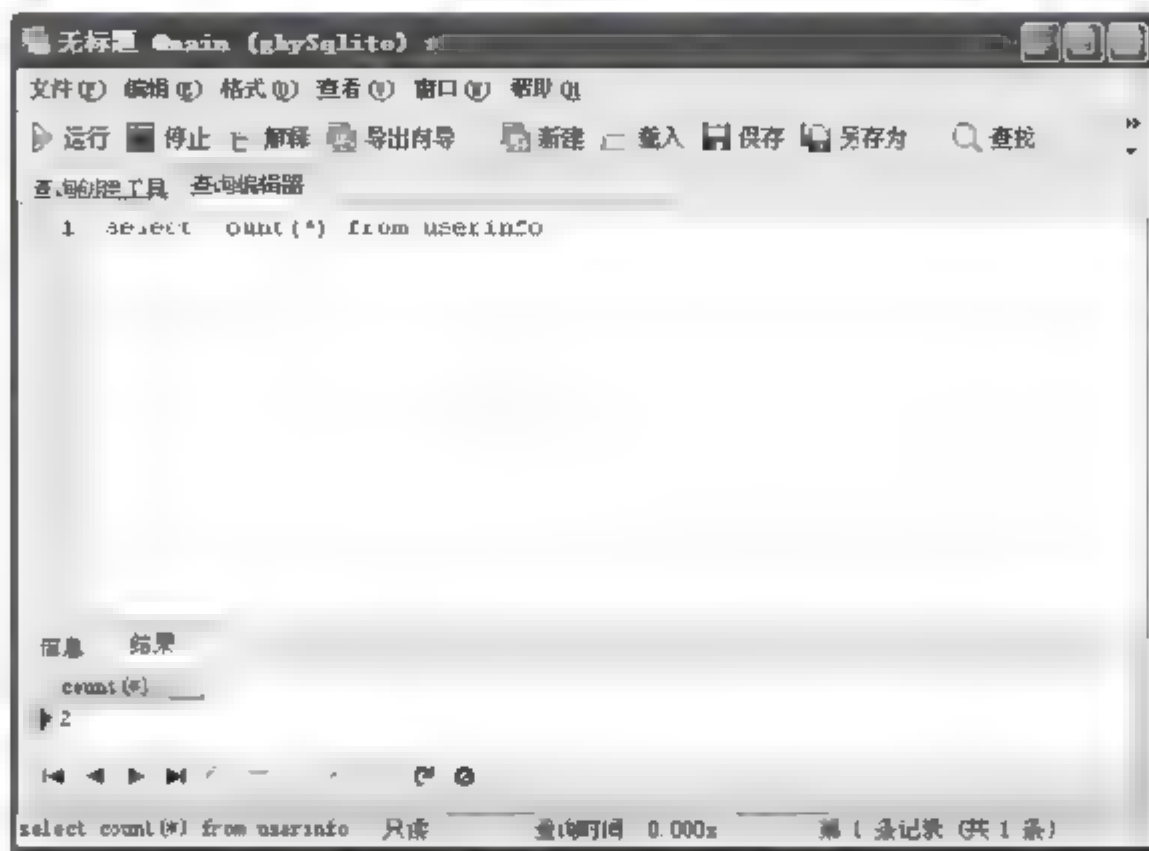 无标题 @main (ghySqlite) *
文件(F) 编辑(E) 格式(O) 查看(V) 窗口(W) 帮助(H)
运行 停止 解释 导出向导 新建 载入 保存 另存为 查找
查询创建工具 查询编辑器
1 select count(*) from userinfo
信息 结果
count(*)
2
select count(*) from userinfo 只读 查询时间 0.000s 第 1 条记录 (共 1 条)